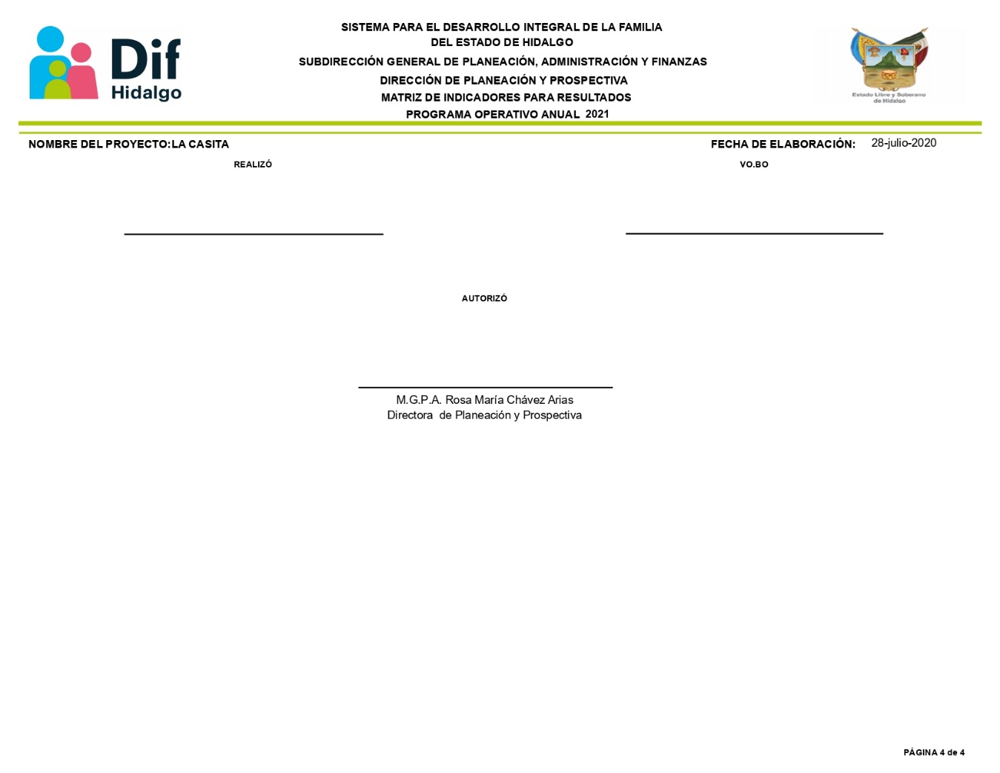 Dif
Hidalgo
SISTEMA PARA EL DESARROLLO INTEGRAL DE LA FAMILIA
DEL ESTADO DE HIDALGO
SUBDIRECCIÓN GENERAL DE PLANEACIÓN, ADMINISTRACIÓN Y FINANZAS
DIRECCIÓN DE PLANEACIÓN Y PROSPECTIVA
MATRIZ DE INDICADORES PARA RESULTADOS
PROGRAMA OPERATIVO ANUAL 2021
Estado Libre y Soberano
de Hidalgo
NOMBRE DEL PROYECTO:LA CASITA
FECHA DE ELABORACIÓN: 28-julio-2020
REALIZÓ
VO.BO
AUTORIZÓ
M.G.P.A. Rosa María Chávez Arias
Directora de Planeación y Prospectiva
PÁGINA 4 de 4